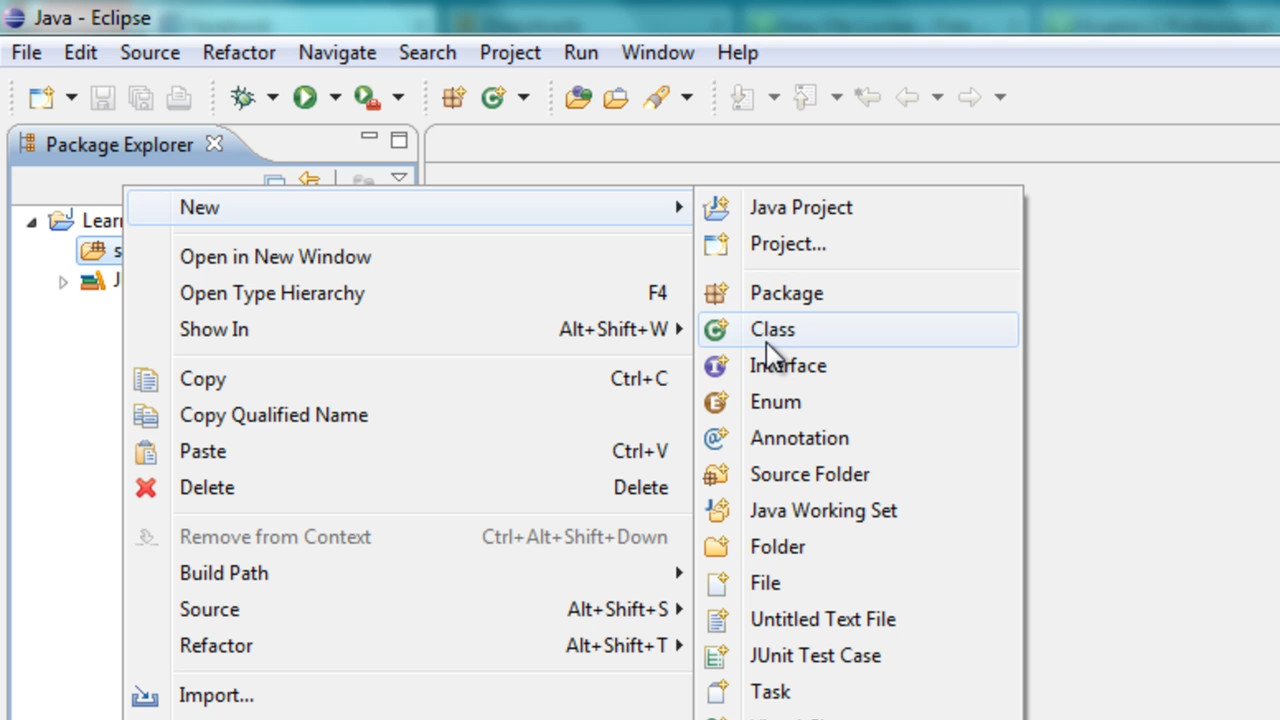 Java - Eclipse
File Edit Source Refactor Navigate Search Project Run Window Help
Package Explorer
New
Open in New Window
Open Type Hierarchy F4
Show In Alt+Shift+W
Copy Ctrl+C
Copy Qualified Name
Paste Ctrl+V
Delete Delete
Remove from Context Ctrl+Alt+Shift+Down
Build Path
Source Alt+Shift+S
Refactor Alt+Shift+T
Import...
Java Project
Project...
Package
Class
Interface
Enum
Annotation
Source Folder
Java Working Set
Folder
File
Untitled Text File
JUnit Test Case
Task